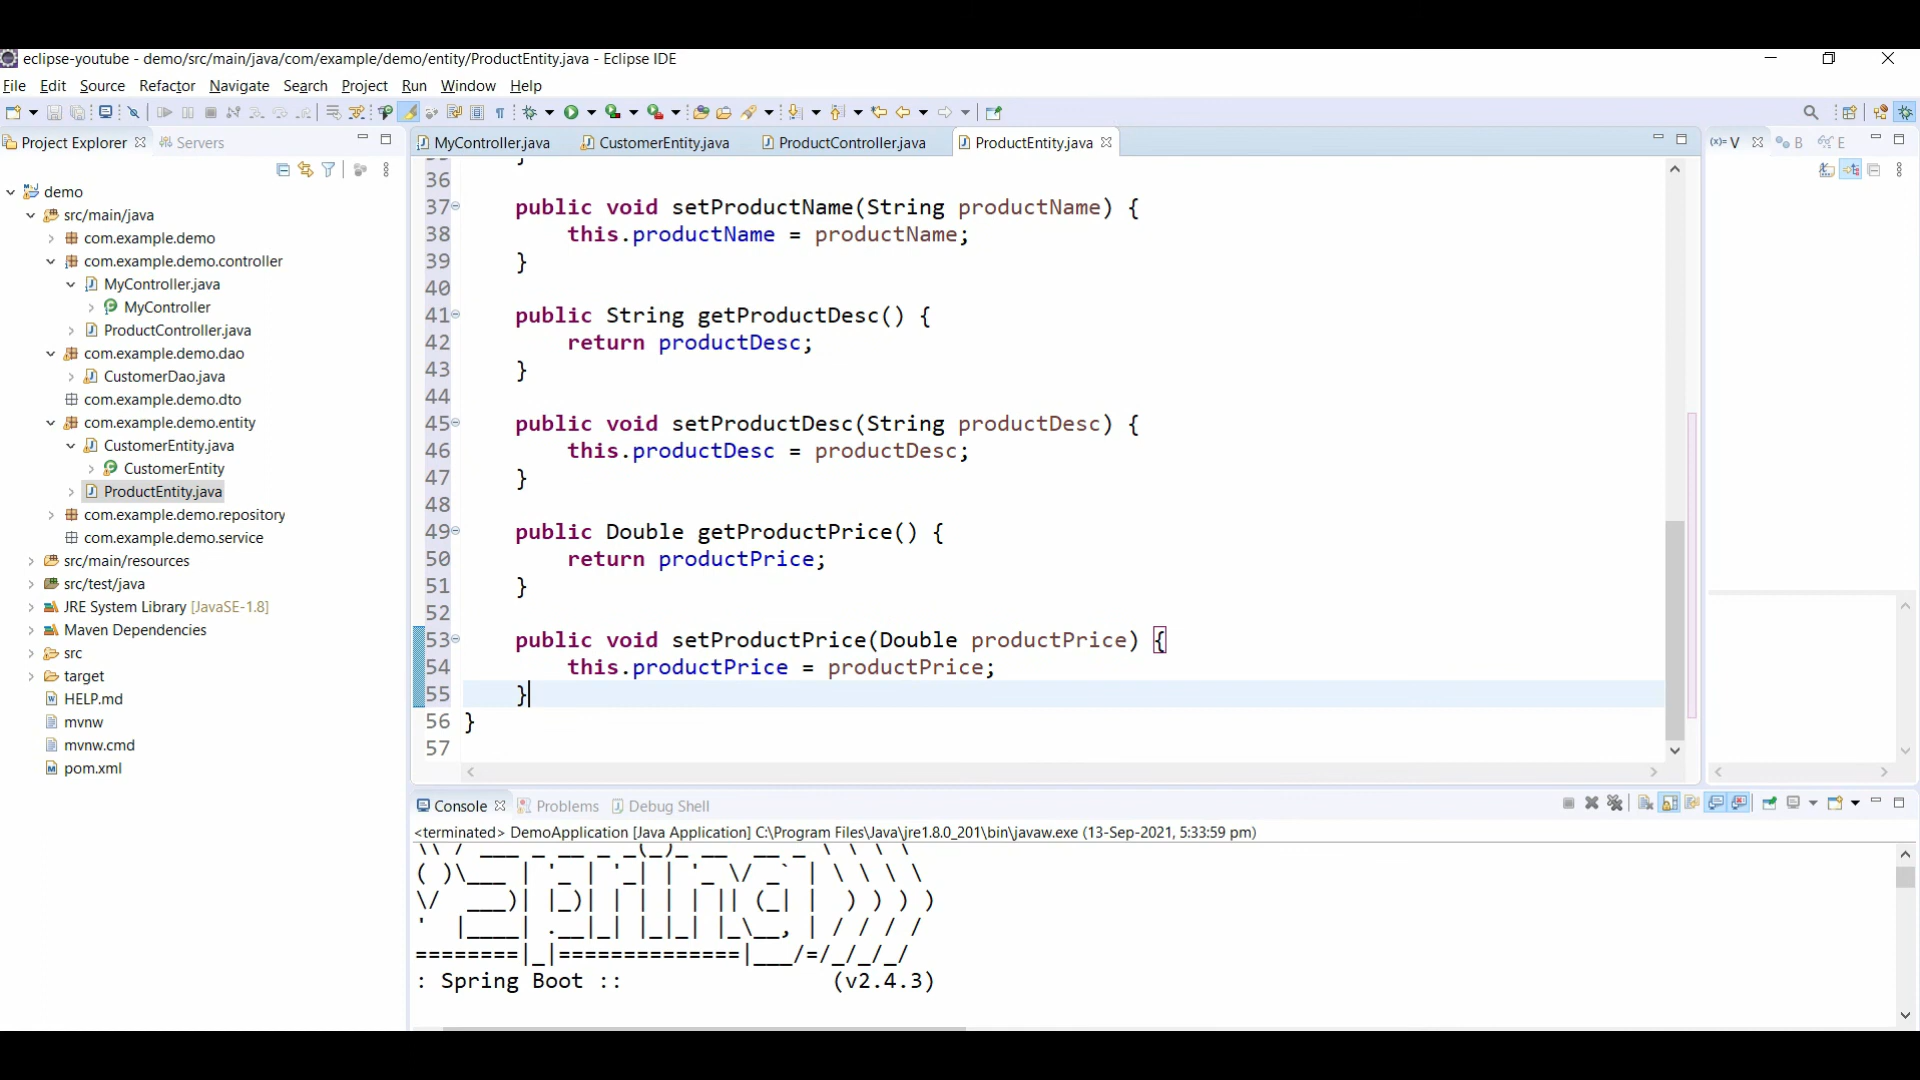 eclipse-youtube - demo/src/main/java/com/example/demo/entity/ProductEntity.java - Eclipse IDE
File Edit Source Refactor Navigate Search Project Run Window Help
Project Explorer Servers
demo
src/main/java
com.example.demo
com.example.demo.controller
MyController.java
MyController
ProductController.java
com.example.demo.dao
CustomerDao.java
com.example.demo.dto
com.example.demo.entity
CustomerEntity.java
CustomerEntity
ProductEntity.java
com.example.demo.repository
com.example.demo.service
src/main/resources
src/test/java
JRE System Library [JavaSE-1.8]
Maven Dependencies
src
target
HELP.md
mvnw
mvnw.cmd
pom.xml
MyController.java CustomerEntity.java ProductController.java ProductEntity.java
36
37 public void setProductName(String productName) {
38 this.productName = productName;
39 }
40
41 public String getProductDesc() {
42 return productDesc;
43 }
44
45 public void setProductDesc(String productDesc) {
46 this.productDesc = productDesc;
47 }
48
49 public Double getProductPrice() {
50 return productPrice;
51 }
52
53 public void setProductPrice(Double productPrice) {
54 this.productPrice = productPrice;
55 }
56 }
57
(x)= V B E
Console Problems Debug Shell
<terminated> DemoApplication [Java Application] C:\Program Files\Java\jre1.8.0_201\bin\javaw.exe (13-Sep-2021, 5:33:59 pm)
: Spring Boot :: (v2.4.3)